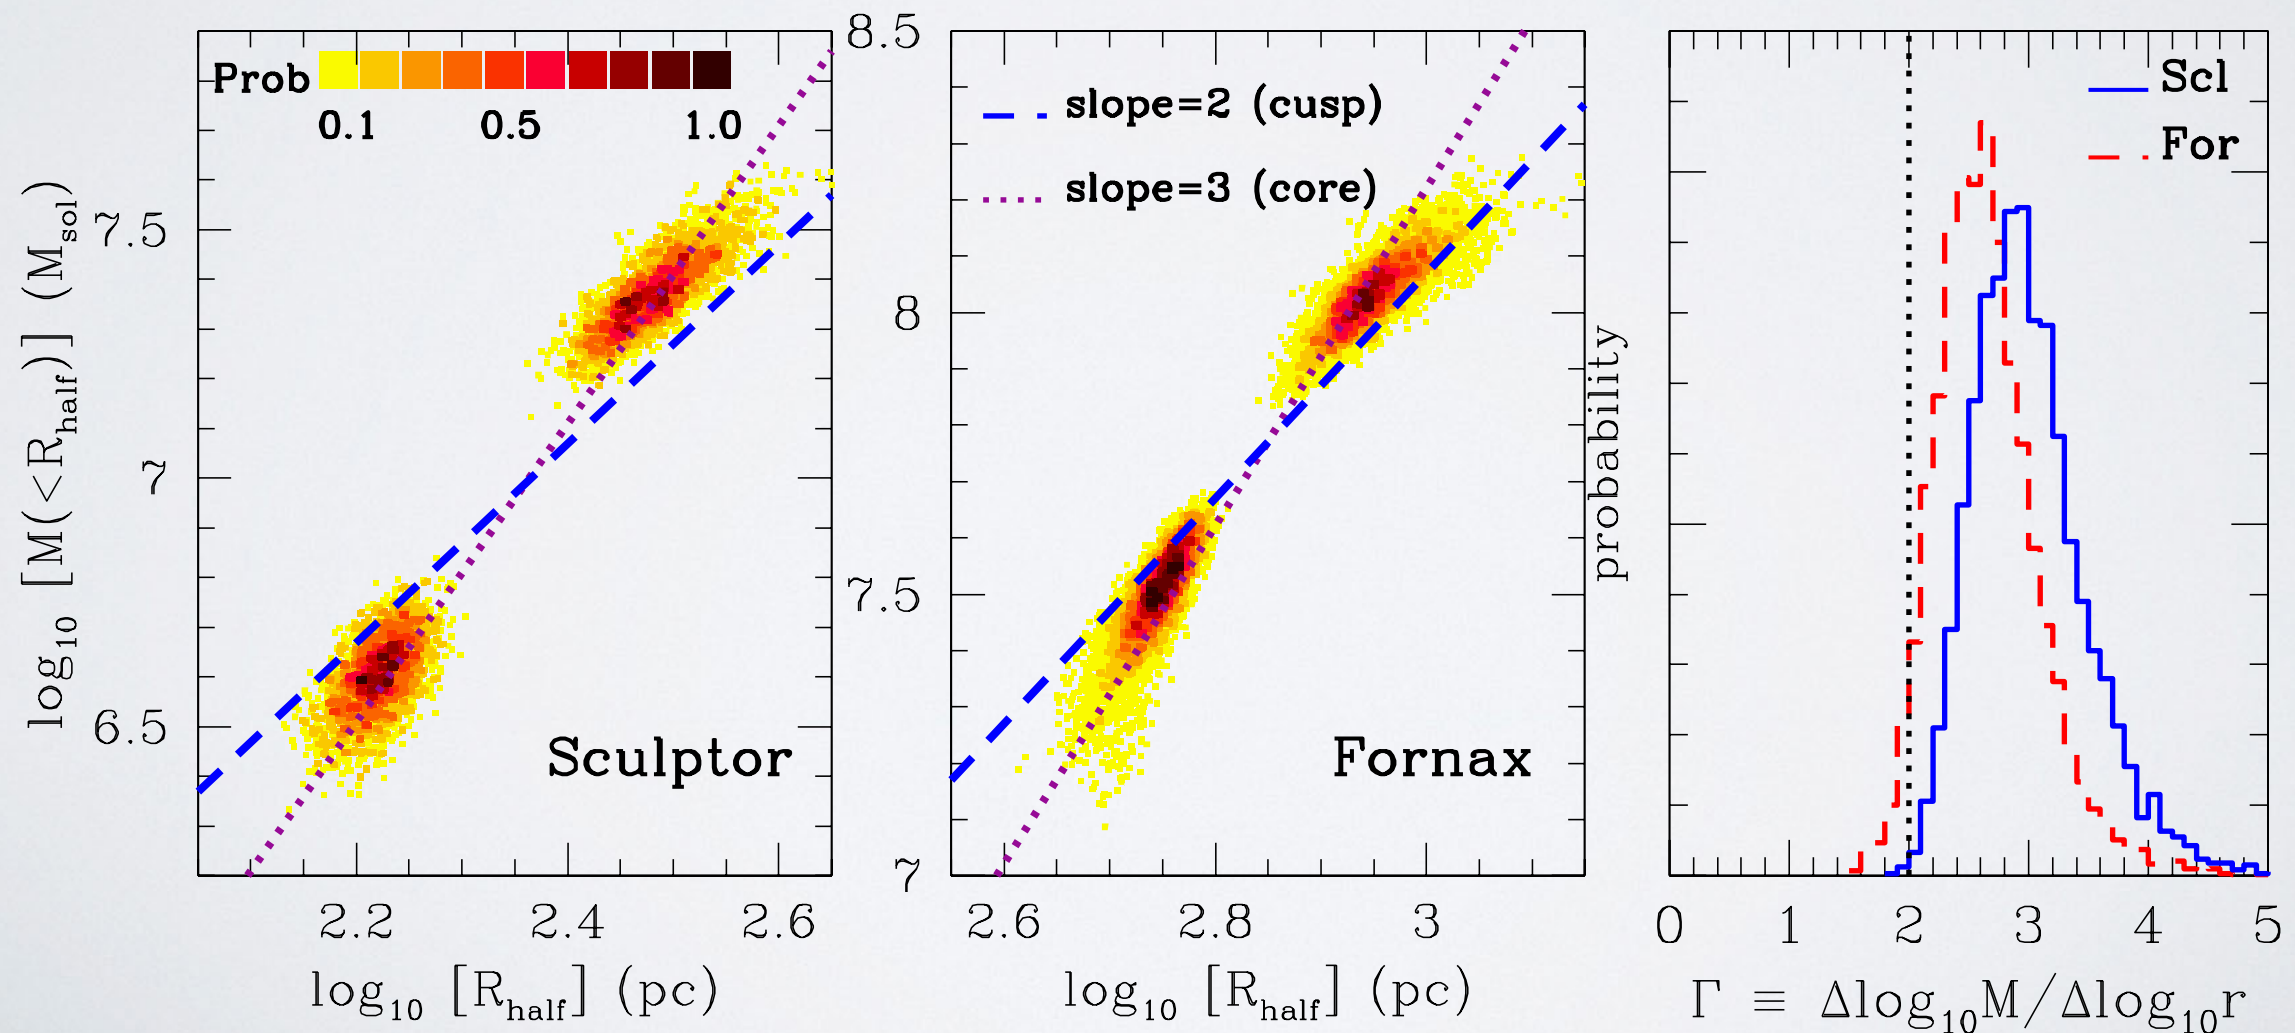 Prob
0.1 0.5 1.0
log10 [M(<Rhalf)] (Msol)
7.5
7
6.5
Sculptor
2.2 2.4 2.6
log10 [Rhalf] (pc)
8.5
8
7.5
7
slope=2 (cusp)
slope=3 (core)
Fornax
2.6 2.8 3
log10 [Rhalf] (pc)
probability
Scl
For
0 1 2 3 4 5
Γ ≡ Δlog10M/Δlog10r